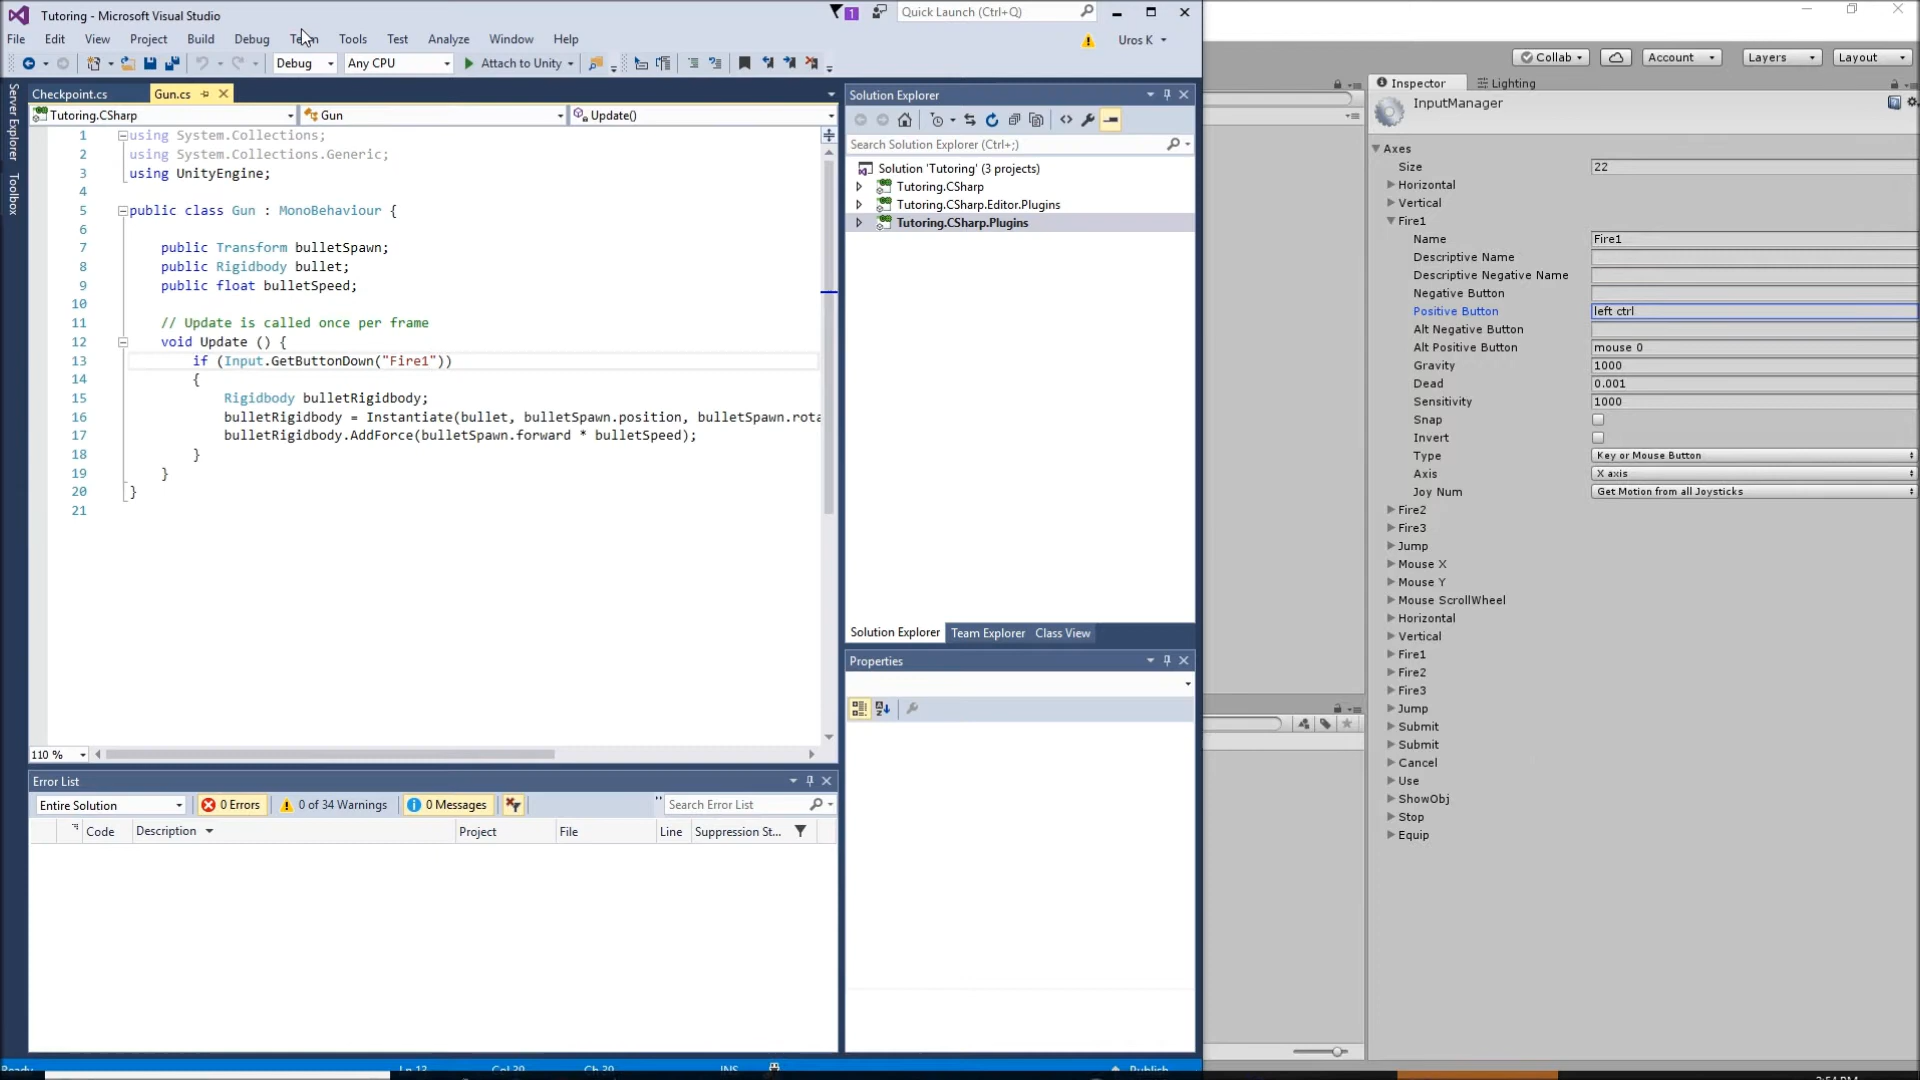 Tutoring - Microsoft Visual Studio
1
Quick Launch (Ctrl+Q)
File Edit View Project Build Debug Tools Test Analyze Window Help
Uros K
Debug
Any CPU
Attach to Unity
Server Explorer
Toolbox
Checkpoint.cs
Gun.cs
Tutoring.CSharp
Gun
Update()
1 using System.Collections;
2 using System.Collections.Generic;
3 using UnityEngine;
4
5 public class Gun : MonoBehaviour {
6
7 public Transform bulletSpawn;
8 public Rigidbody bullet;
9 public float bulletSpeed;
10
11 // Update is called once per frame
12 void Update () {
13 if (Input.GetButtonDown("Fire1"))
14 {
15 Rigidbody bulletRigidbody;
16 bulletRigidbody = Instantiate(bullet, bulletSpawn.position, bulletSpawn.rota
17 bulletRigidbody.AddForce(bulletSpawn.forward * bulletSpeed);
18 }
19 }
20 }
21
110 %
Error List
Entire Solution
0 Errors
0 of 34 Warnings
0 Messages
Search Error List
Code
Description
Project
File
Line
Suppression St...
Ln 13
INS
Publish
Solution Explorer
Search Solution Explorer (Ctrl+;)
Solution 'Tutoring' (3 projects)
Tutoring.CSharp
Tutoring.CSharp.Editor.Plugins
Tutoring.CSharp.Plugins
Solution Explorer
Team Explorer
Class View
Properties
Collab
Account
Layers
Layout
Inspector
Lighting
InputManager
Axes
Size 22
Horizontal
Vertical
Fire1
Name Fire1
Descriptive Name
Descriptive Negative Name
Negative Button
Positive Button left ctrl
Alt Negative Button
Alt Positive Button mouse 0
Gravity 1000
Dead 0.001
Sensitivity 1000
Snap
Invert
Type Key or Mouse Button
Axis X axis
Joy Num Get Motion from all Joysticks
Fire2
Fire3
Jump
Mouse X
Mouse Y
Mouse ScrollWheel
Horizontal
Vertical
Fire1
Fire2
Fire3
Jump
Submit
Submit
Cancel
Use
ShowObj
Stop
Equip